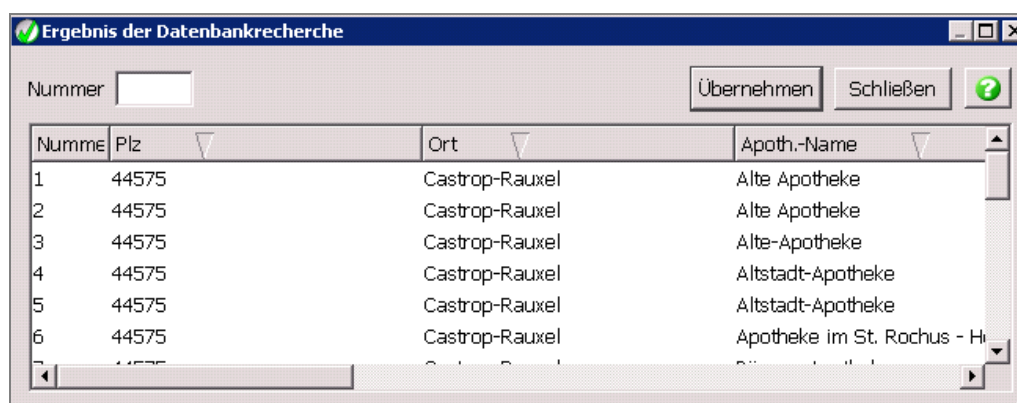 Ergebnis der Datenbankrecherche
Nummer Übernehmen Schließen
Numme Plz Ort Apoth.-Name
1 44575 Castrop-Rauxel Alte Apotheke
2 44575 Castrop-Rauxel Alte Apotheke
3 44575 Castrop-Rauxel Alte-Apotheke
4 44575 Castrop-Rauxel Altstadt-Apotheke
5 44575 Castrop-Rauxel Altstadt-Apotheke
6 44575 Castrop-Rauxel Apotheke im St. Rochus - H